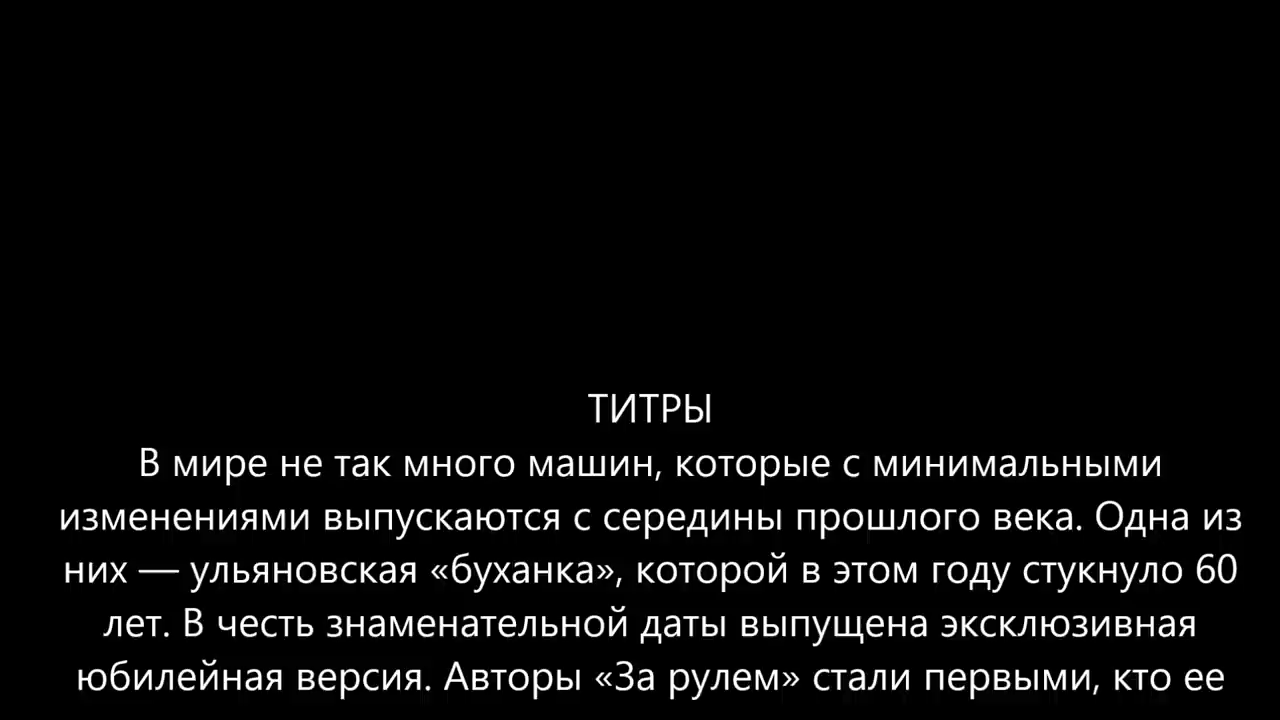 ТИТРЫ
В мире не так много машин, которые с минимальными
изменениями выпускаются с середины прошлого века. Одна из
них — ульяновская «буханка», которой в этом году стукнуло 60
лет. В честь знаменательной даты выпущена эксклюзивная
юбилейная версия. Авторы «За рулем» стали первыми, кто ее